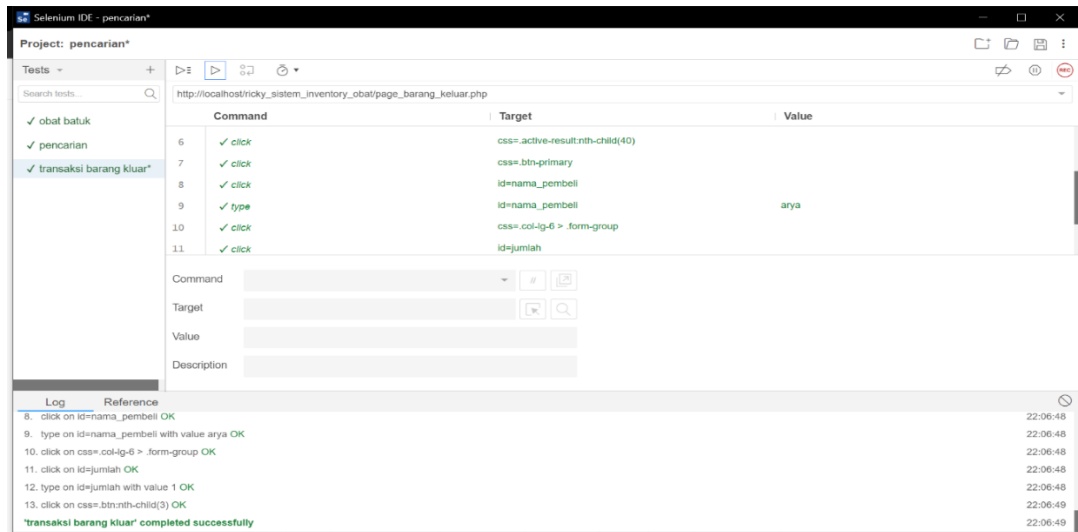 Selenium IDE - pencarian*
Project: pencarian*
Tests
Search tests...
http://localhost/ricky_sistem_inventory_obat/page_barang_keluar.php
REC
✓ obat batuk
✓ pencarian
✓ transaksi barang kluar*
Command Target Value
6 ✓ click css=.active-result:nth-child(40)
7 ✓ click css=.btn-primary
8 ✓ click id=nama_pembeli
9 ✓ type id=nama_pembeli arya
10 ✓ click css=.col-lg-6 > .form-group
11 ✓ click id=jumlah
Command //
Target
Value
Description
Log Reference
8. click on id=nama_pembeli OK 22:06:48
9. type on id=nama_pembeli with value arya OK 22:06:48
10. click on css=.col-lg-6 > .form-group OK 22:06:48
11. click on id=jumlah OK 22:06:48
12. type on id=jumlah with value 1 OK 22:06:48
13. click on css=.btn:nth-child(3) OK 22:06:49
'transaksi barang kluar' completed successfully 22:06:49